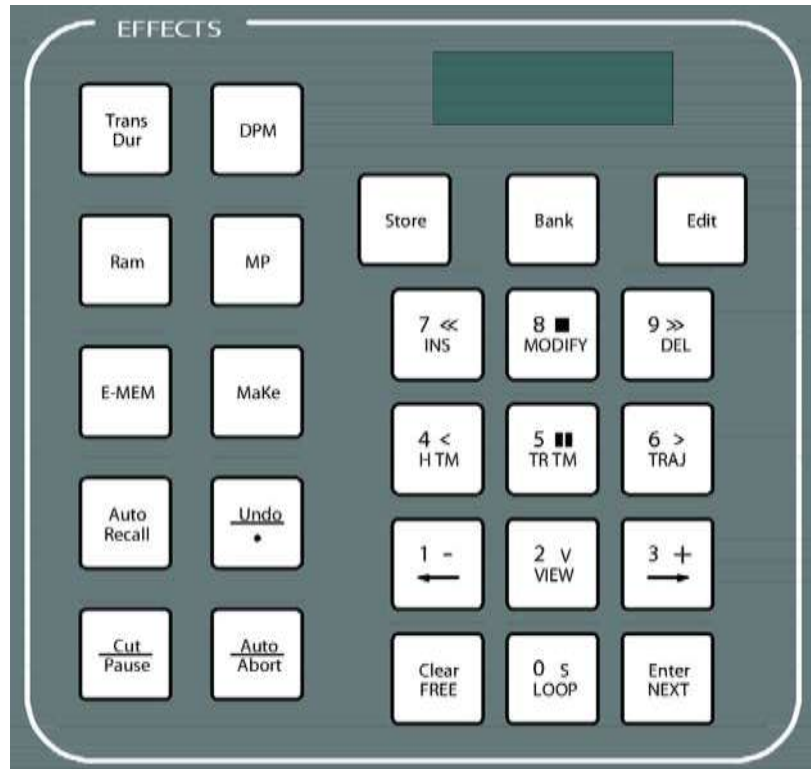 EFFECTS
Trans
Dur
DPM
Ram
MP
E-MEM
MaKe
Auto
Recall
Undo
•
Cut
Pause
Auto
Abort
Store
Bank
Edit
7 «
INS
8 ■
MODIFY
9 »
DEL
4 <
H TM
5 ▮▮
TR TM
6 >
TRAJ
1 -
←
2 v
VIEW
3 +
→
Clear
FREE
0 s
LOOP
Enter
NEXT